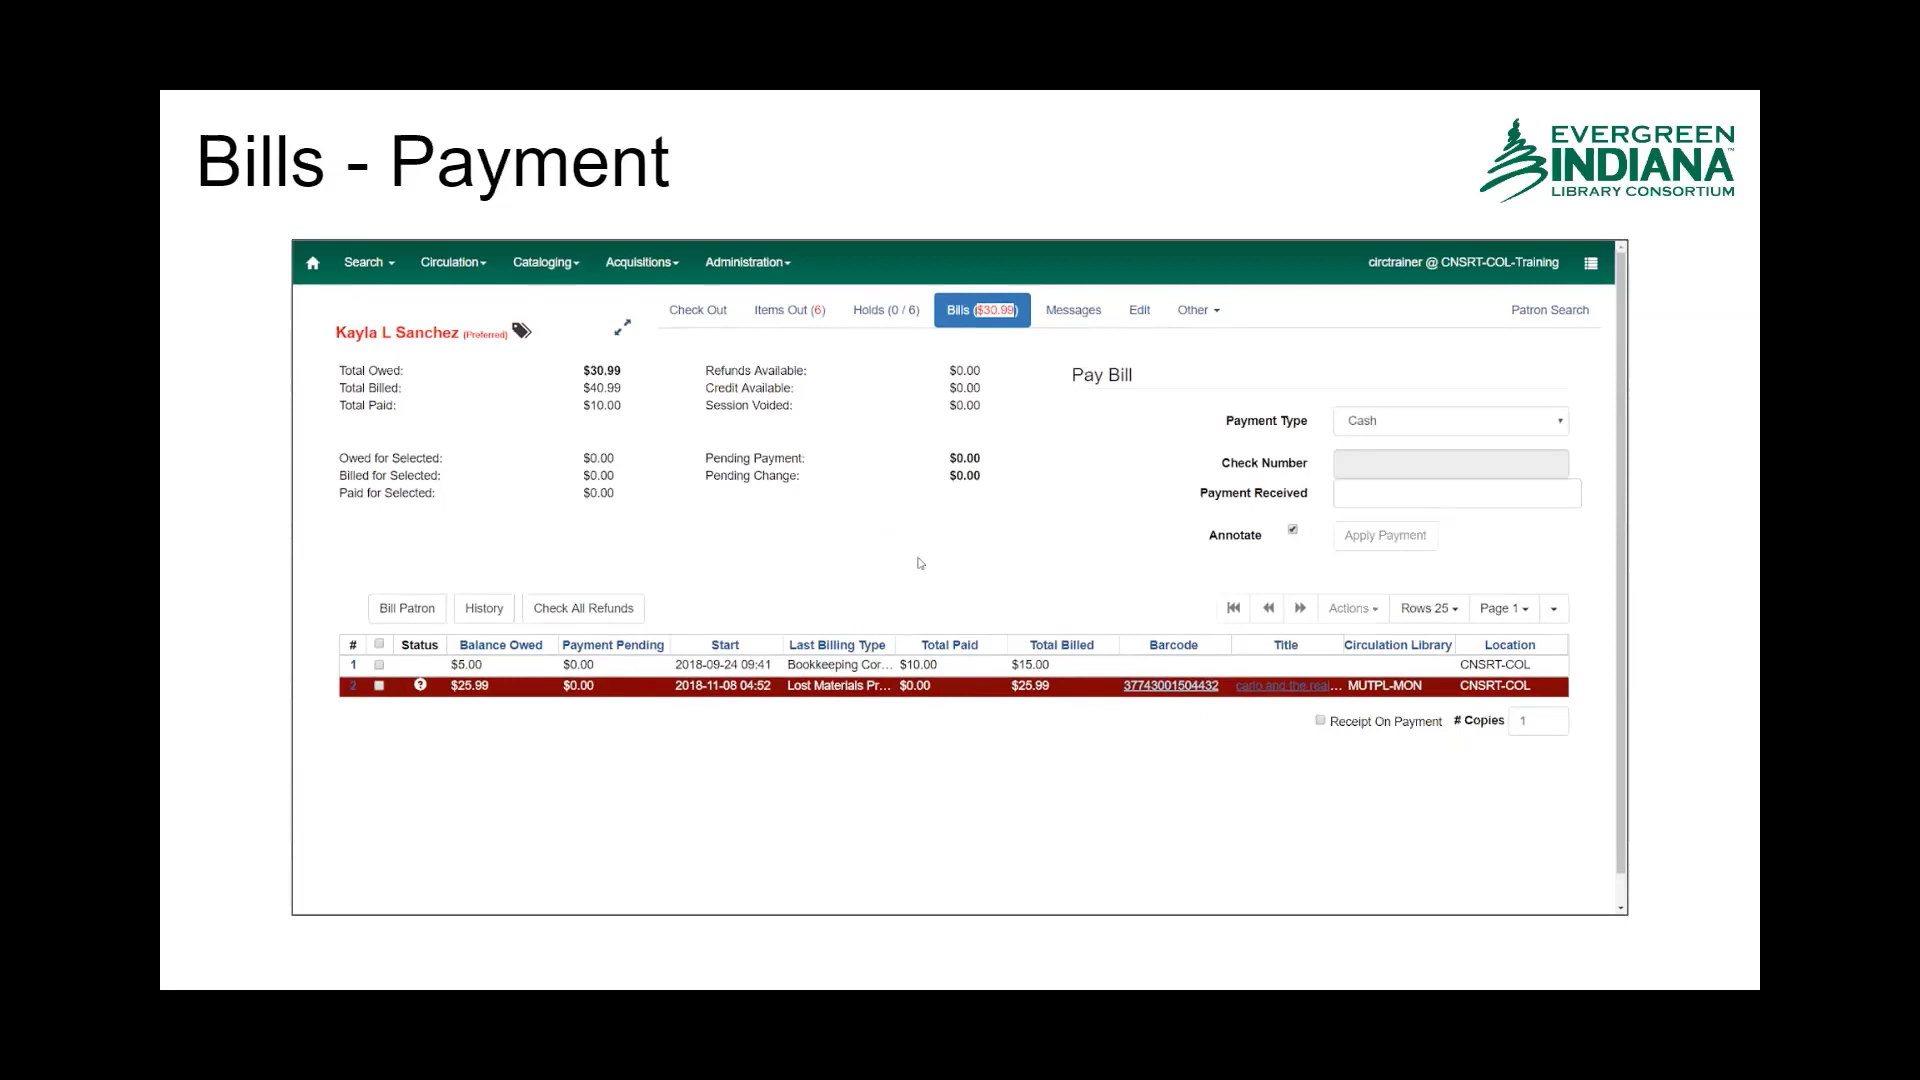 Bills - Payment
EVERGREEN
INDIANA™
LIBRARY CONSORTIUM
Search Circulation Cataloging Acquisitions Administration circtrainer @ CNSRT-COL-Training
Check Out Items Out (6) Holds (0 / 6) Bills ($30.99) Messages Edit Other Patron Search
Kayla L Sanchez (Preferred)
Total Owed: $30.99 Refunds Available: $0.00
Total Billed: $40.99 Credit Available: $0.00
Total Paid: $10.00 Session Voided: $0.00
Pay Bill
Payment Type Cash
Owed for Selected: $0.00 Pending Payment: $0.00
Billed for Selected: $0.00 Pending Change: $0.00
Paid for Selected: $0.00
Check Number
Payment Received
Annotate Apply Payment
Bill Patron History Check All Refunds Actions Rows 25 Page 1
# Status Balance Owed Payment Pending Start Last Billing Type Total Paid Total Billed Barcode Title Circulation Library Location
1 $5.00 $0.00 2018-09-24 09:41 Bookkeeping Cor... $10.00 $15.00 CNSRT-COL
2 ? $25.99 $0.00 2018-11-08 04:52 Lost Materials Pr... $0.00 $25.99 37743001504432 carlo and the real... MUTPL-MON CNSRT-COL
Receipt On Payment # Copies 1